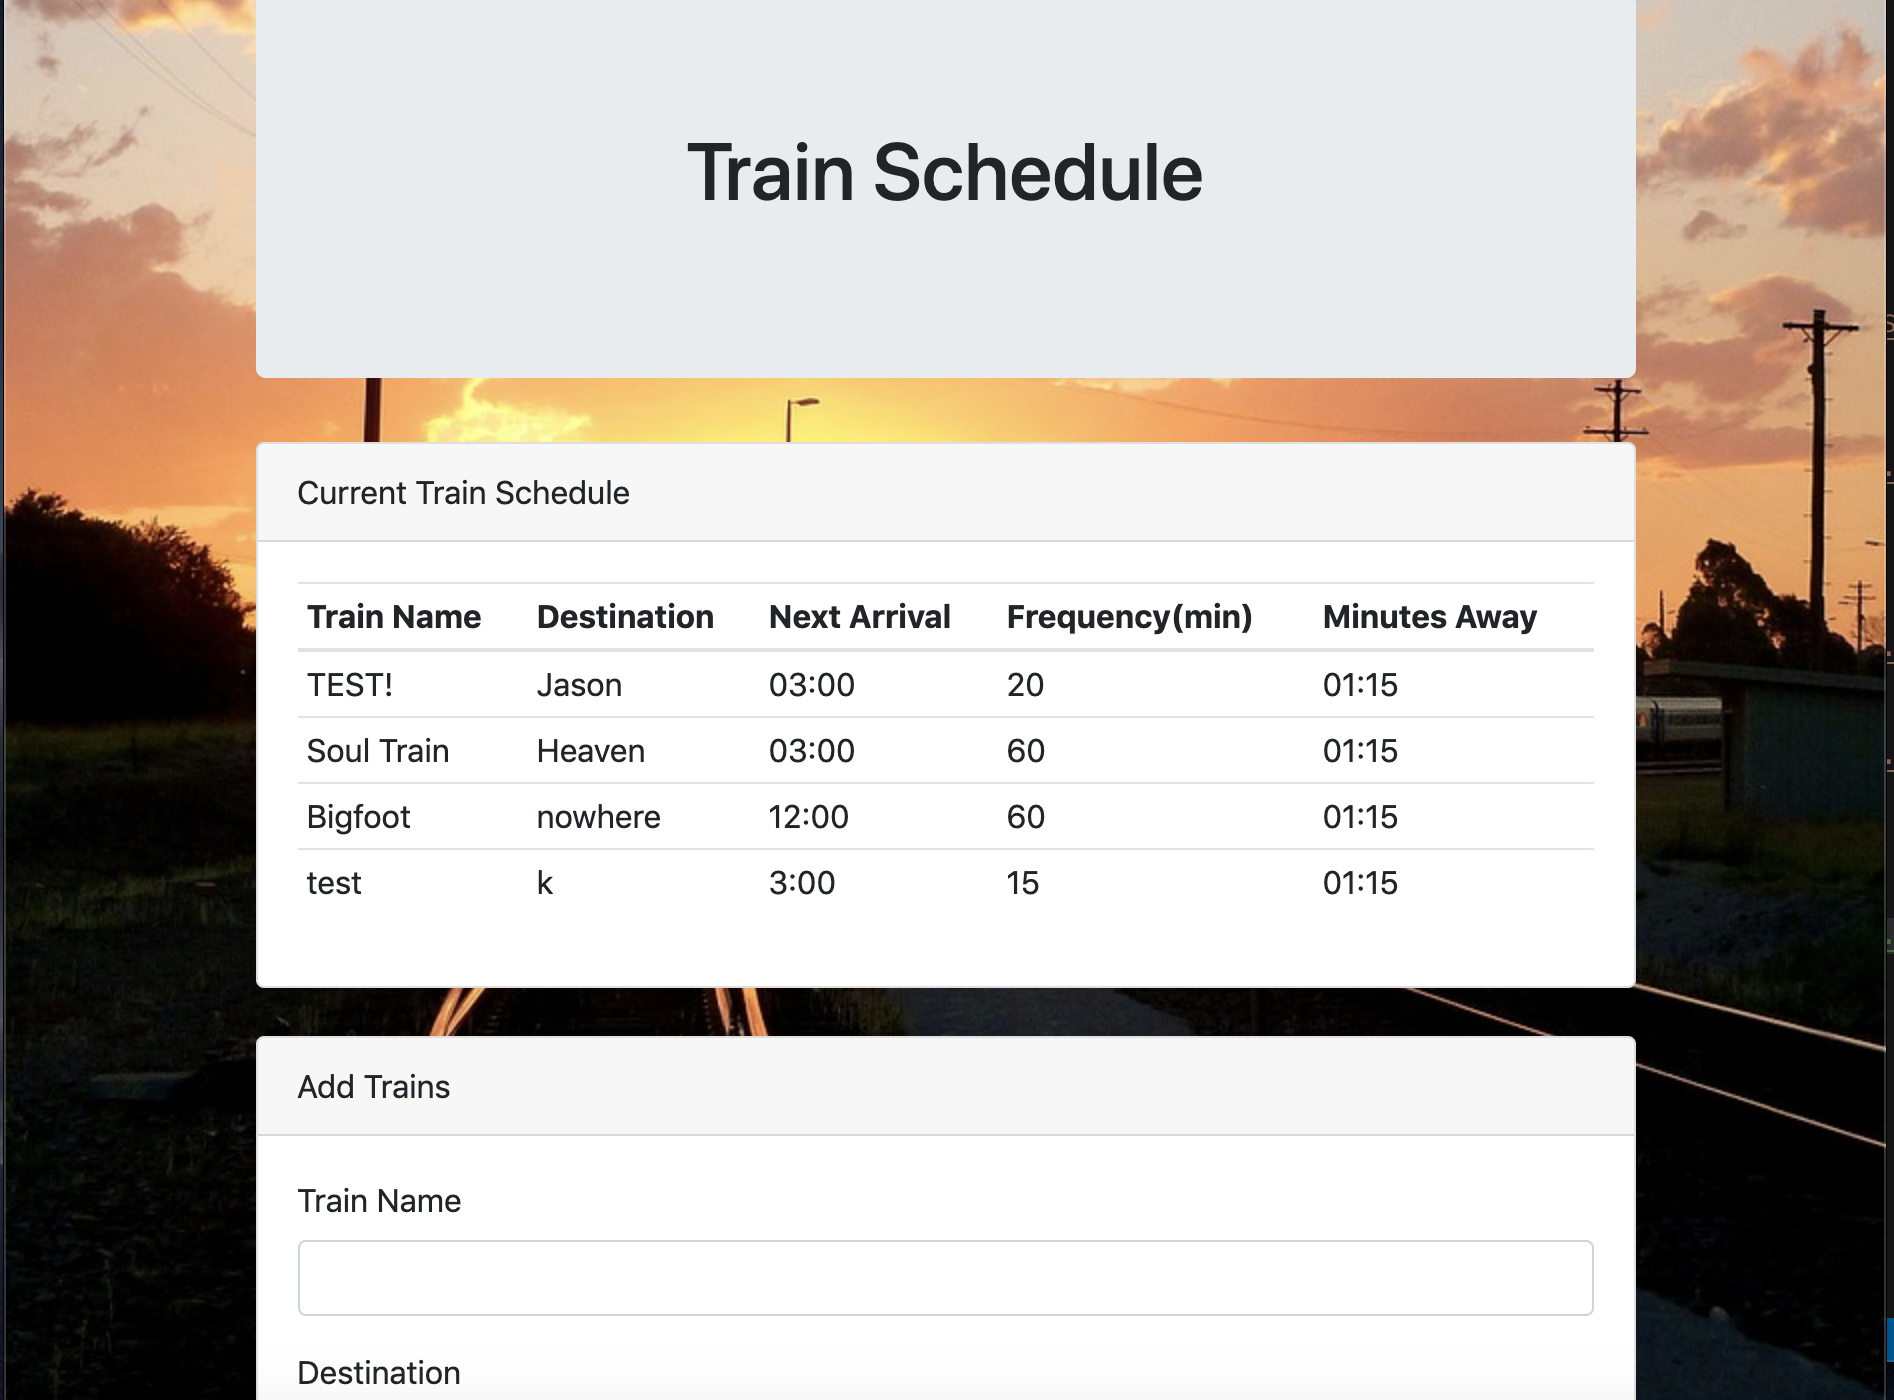 Train Schedule
Current Train Schedule
Train Name Destination Next Arrival Frequency(min) Minutes Away
TEST! Jason 03:00 20 01:15
Soul Train Heaven 03:00 60 01:15
Bigfoot nowhere 12:00 60 01:15
test k 3:00 15 01:15
Add Trains
Train Name
Destination